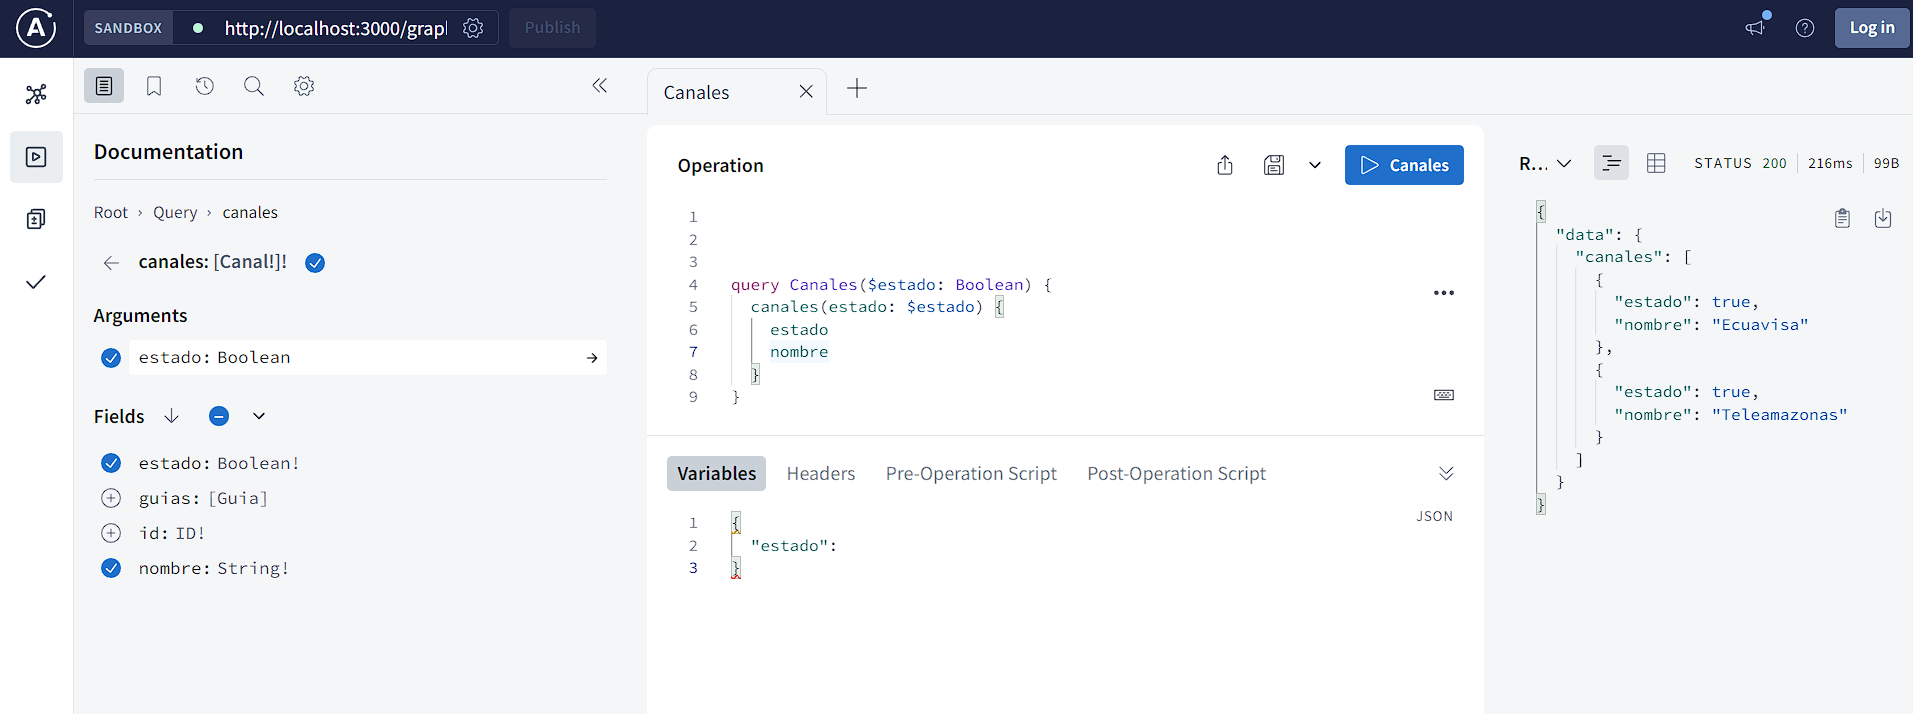 SANDBOX
http://localhost:3000/grap
Publish
Log in
Documentation
Root › Query › canales
canales: [Canal!]!
Arguments
estado: Boolean
Fields
estado: Boolean!
guias: [Guia]
id: ID!
nombre: String!
Canales
Operation
Canales
1
2
3
4 query Canales($estado: Boolean) {
5 canales(estado: $estado) {
6 estado
7 nombre
8 }
9 }
Variables Headers Pre-Operation Script Post-Operation Script
JSON
1 {
2 "estado":
3 }
R... STATUS 200 216ms 99B
{
"data": {
"canales": [
{
"estado": true,
"nombre": "Ecuavisa"
},
{
"estado": true,
"nombre": "Teleamazonas"
}
]
}
}